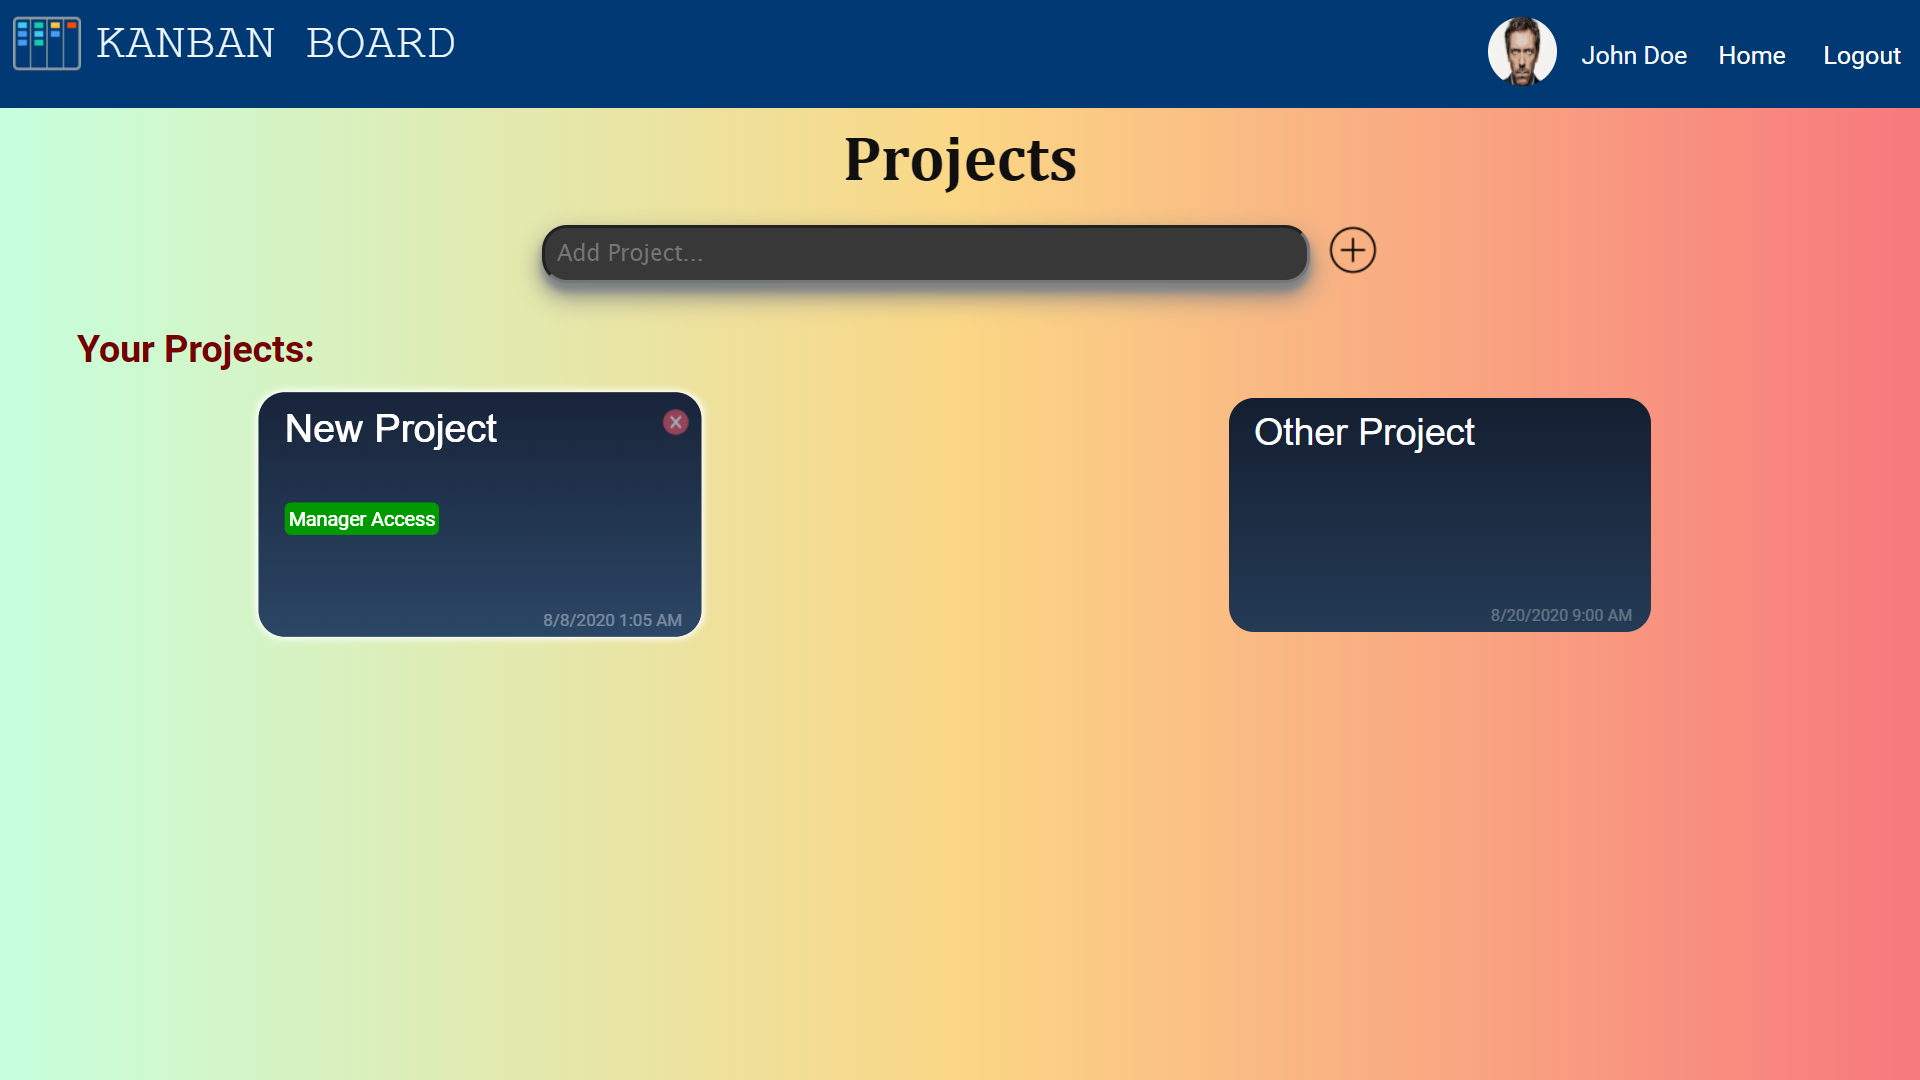 KANBAN BOARD
John Doe
Home
Logout
Projects
Add Project...
Your Projects:
New Project
Manager Access
8/8/2020 1:05 AM
Other Project
8/20/2020 9:00 AM